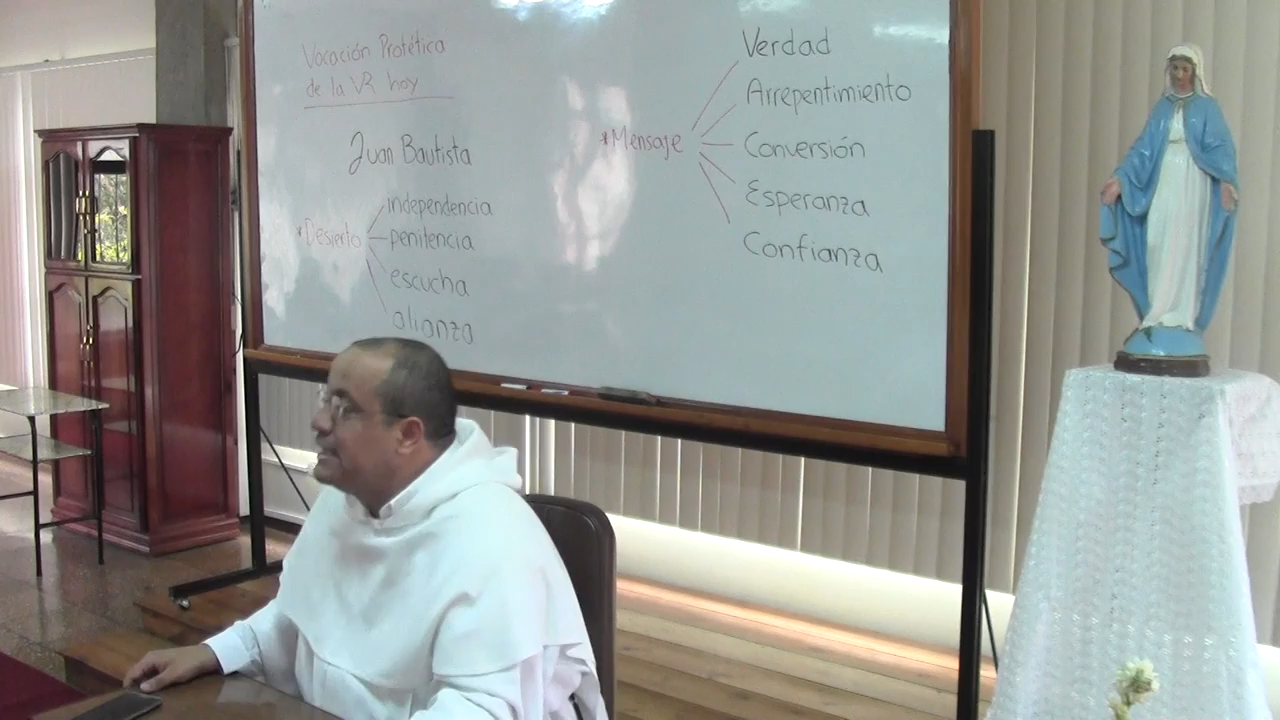 Vocación Profética
de la VR hoy
Juan Bautista
*Desierto
independencia
penitencia
escucha
alianza
*Mensaje
Verdad
Arrepentimiento
Conversión
Esperanza
Confianza